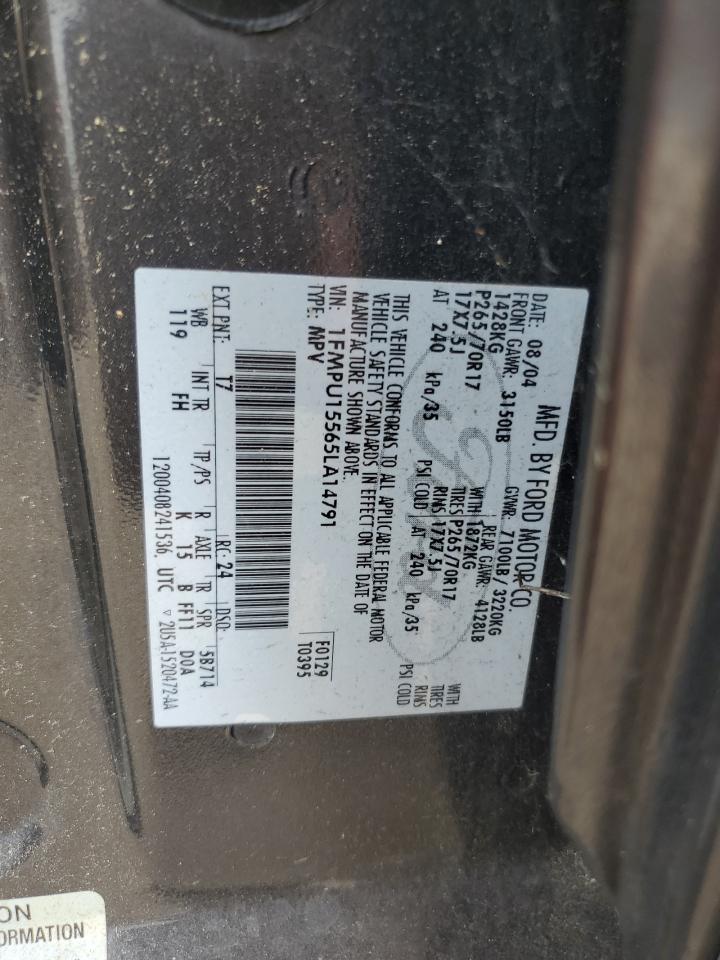 MFD. BY FORD MOTOR CO.
DATE: 08/04 GVWR: 7100LB / 3220KG
FRONT GAWR: 3150LB REAR GAWR: 4128LB
1428KG WITH 1872KG WITH
P265/70R17 TIRES P265/70R17 TIRES
17X7.5J RIMS 17X7.5J RIMS
AT 240 kPa/35 PSI COLD AT 240 kPa/35 PSI COLD
THIS VEHICLE CONFORMS TO ALL APPLICABLE FEDERAL MOTOR
VEHICLE SAFETY STANDARDS IN EFFECT ON THE DATE OF
MANUFACTURE SHOWN ABOVE.
VIN: 1FMPU15565LA14791 F0129
TYPE: MPV T0395
EXT PNT: T7 RC: 24 DSO:
WB INT TR TP/PS R AXLE TR SPR 5B714
119 FH K 15 B FF11 D0A
1200408241536, UTC ▽ 2U5A-1520472-AA
ON
ORMATION